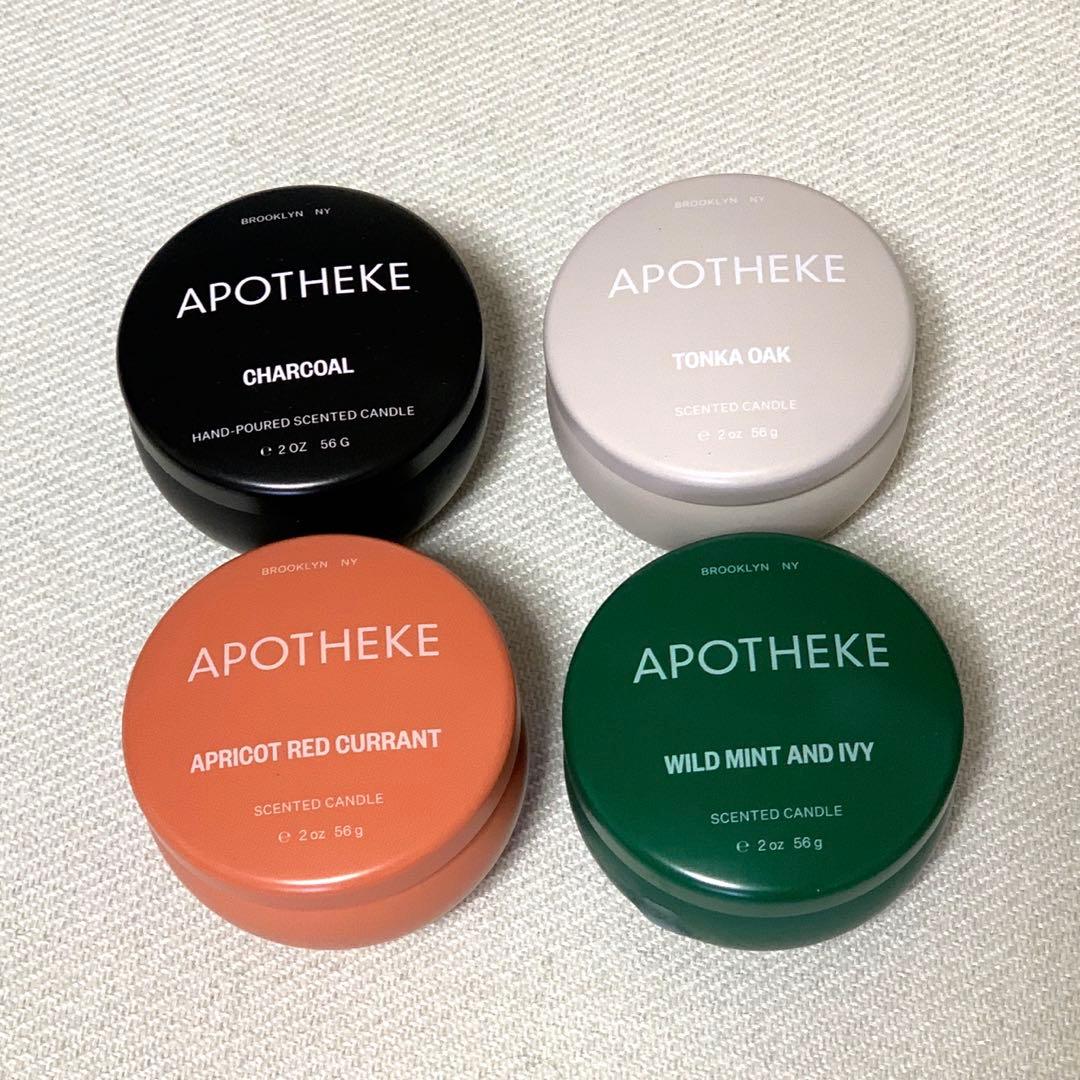 BROOKLYN NY
APOTHEKE
CHARCOAL
HAND-POURED SCENTED CANDLE
℮ 2 OZ 56 G
BROOKLYN NY
APOTHEKE
TONKA OAK
SCENTED CANDLE
℮ 2 oz 56 g
BROOKLYN NY
APOTHEKE
APRICOT RED CURRANT
SCENTED CANDLE
℮ 2 oz 56 g
BROOKLYN NY
APOTHEKE
WILD MINT AND IVY
SCENTED CANDLE
℮ 2 oz 56 g